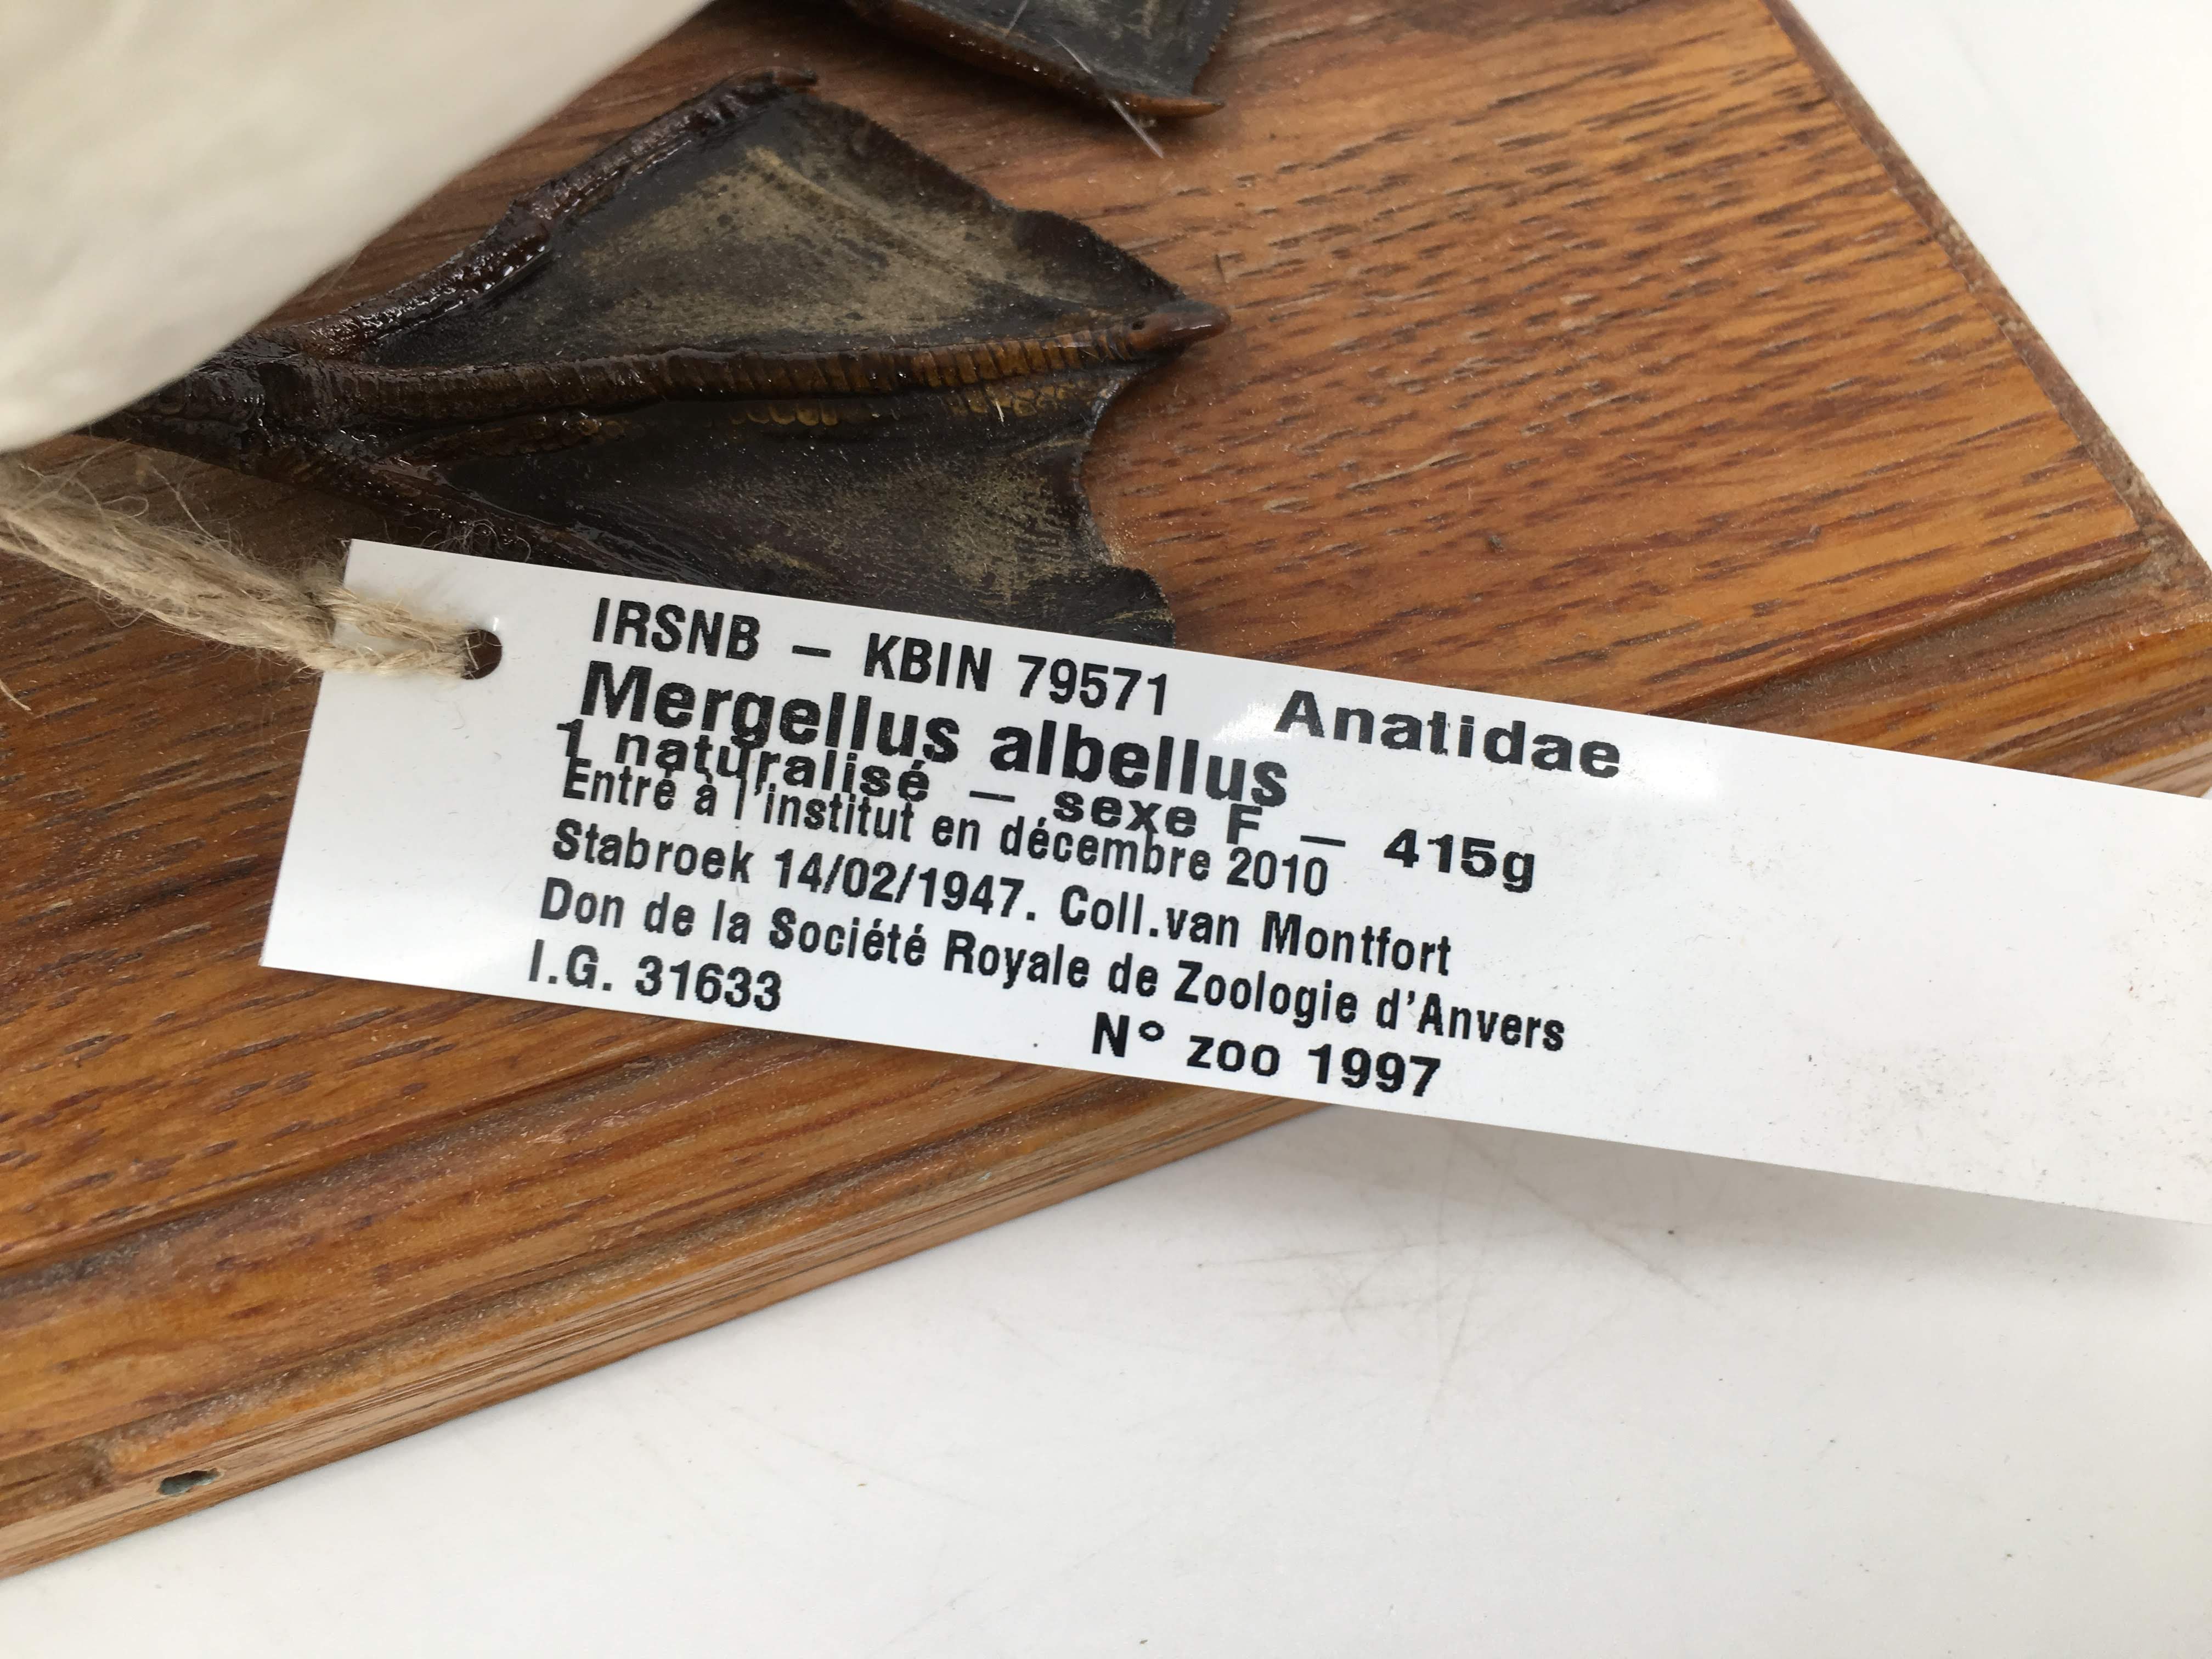 IRSNB – KBIN 79571 Anatidae
Mergellus albellus
1 naturalisé – sexe F – 415g
Entré à l'institut en décembre 2010
Stabroek 14/02/1947. Coll.van Montfort
Don de la Société Royale de Zoologie d'Anvers
I.G. 31633 N° zoo 1997